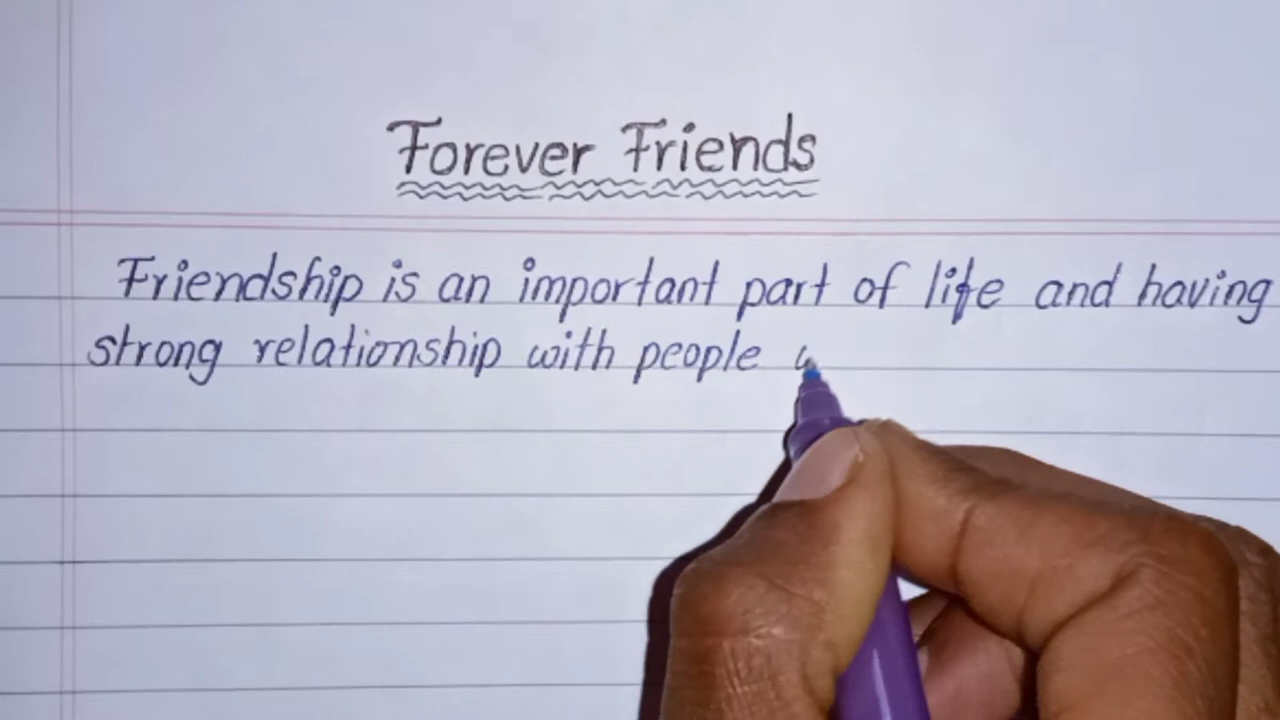 Forever Friends
Friendship is an important part of life and having
strong relationship with people